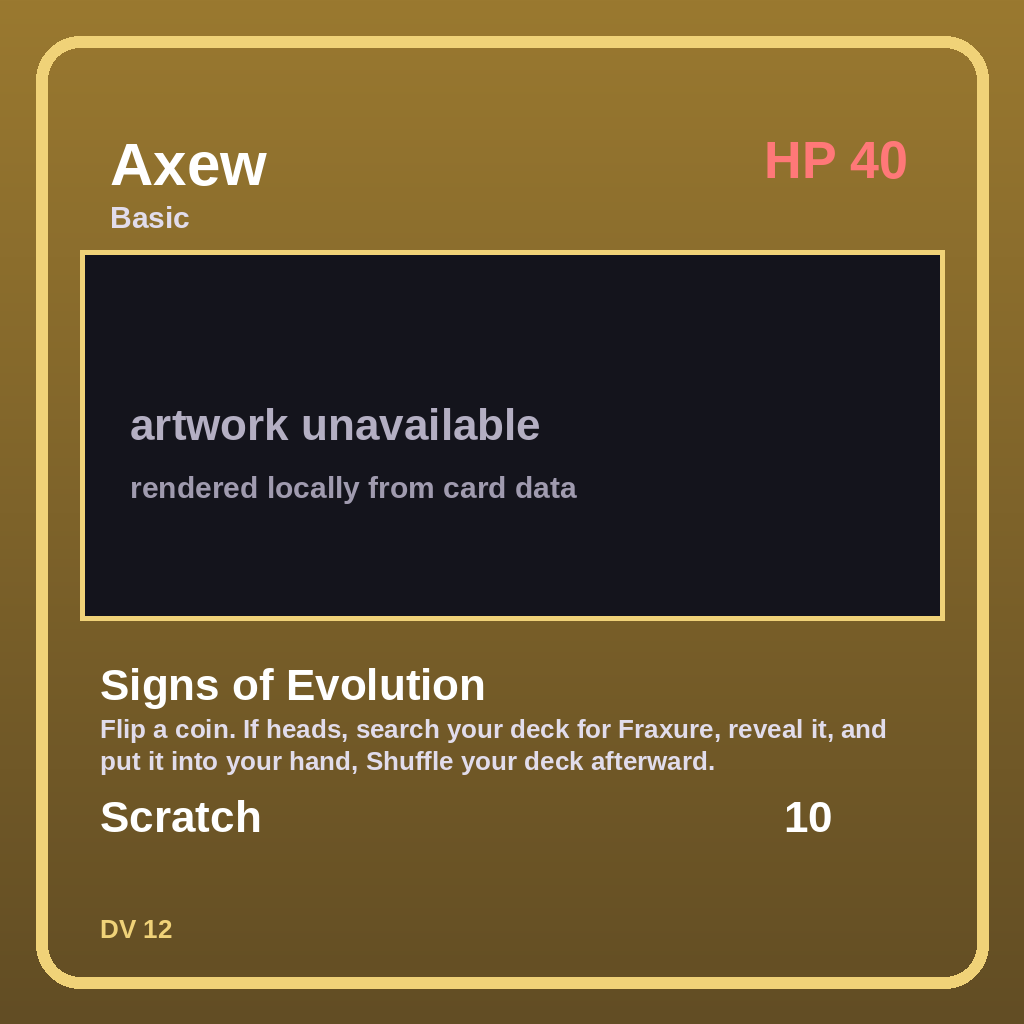 Axew
HP 40
Basic
artwork unavailable
rendered locally from card data
Signs of Evolution
Flip a coin. If heads, search your deck for Fraxure, reveal it, and
put it into your hand, Shuffle your deck afterward.
Scratch 10
DV 12